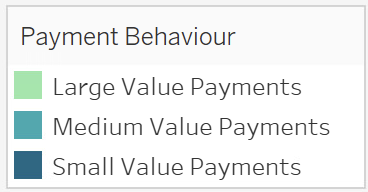 Payment Behaviour
Large Value Payments
Medium Value Payments
Small Value Payments